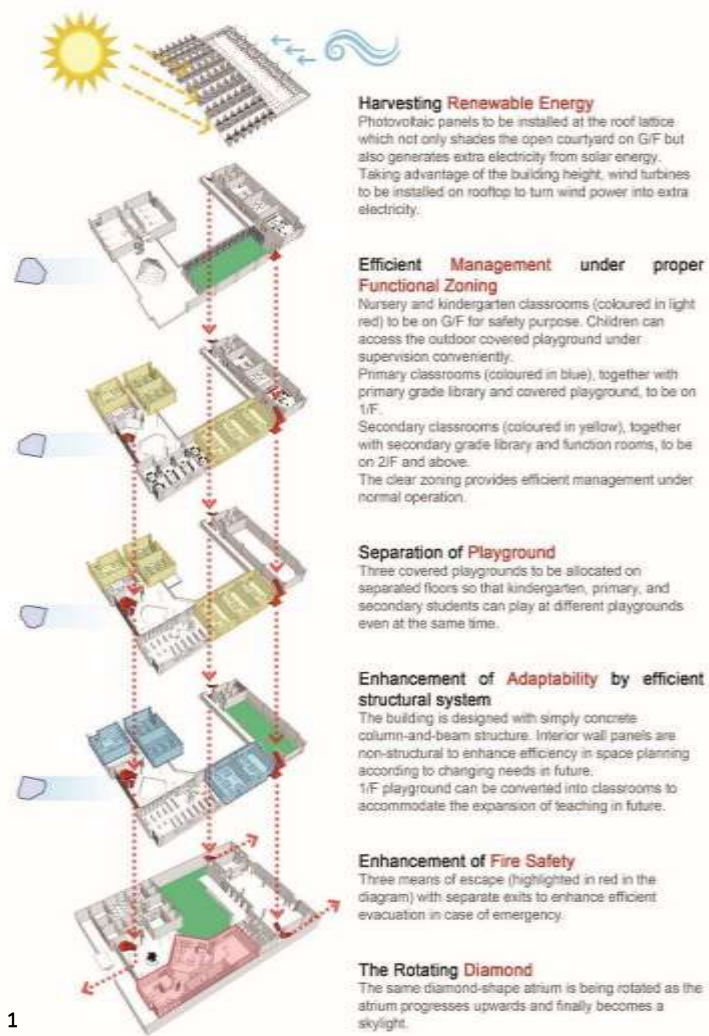 Harvesting Renewable Energy
Photovoltaic panels to be installed at the roof lattice
which not only shades the open courtyard on G/F but
also generates extra electricity from solar energy.
Taking advantage of the building height, wind turbines
to be installed on rooftop to turn wind power into extra
electricity.
Efficient Management under proper
Functional Zoning
Nursery and kindergarten classrooms (coloured in light
red) to be on G/F for safety purpose. Children can
access the outdoor covered playground under
supervision conveniently.
Primary classrooms (coloured in blue), together with
primary grade library and covered playground, to be on
1/F.
Secondary classrooms (coloured in yellow), together
with secondary grade library and function rooms, to be
on 2/F and above.
The clear zoning provides efficient management under
normal operation.
Separation of Playground
Three covered playgrounds to be allocated on
separated floors so that kindergarten, primary, and
secondary students can play at different playgrounds
even at the same time.
Enhancement of Adaptability by efficient
structural system
The building is designed with simply concrete
column-and-beam structure. Interior wall panels are
non-structural to enhance efficiency in space planning
according to changing needs in future.
1/F playground can be converted into classrooms to
accommodate the expansion of teaching in future.
Enhancement of Fire Safety
Three means of escape (highlighted in red in the
diagram) with separate exits to enhance efficient
evacuation in case of emergency.
The Rotating Diamond
The same diamond-shape atrium is being rotated as the
atrium progresses upwards and finally becomes a
skylight.
1